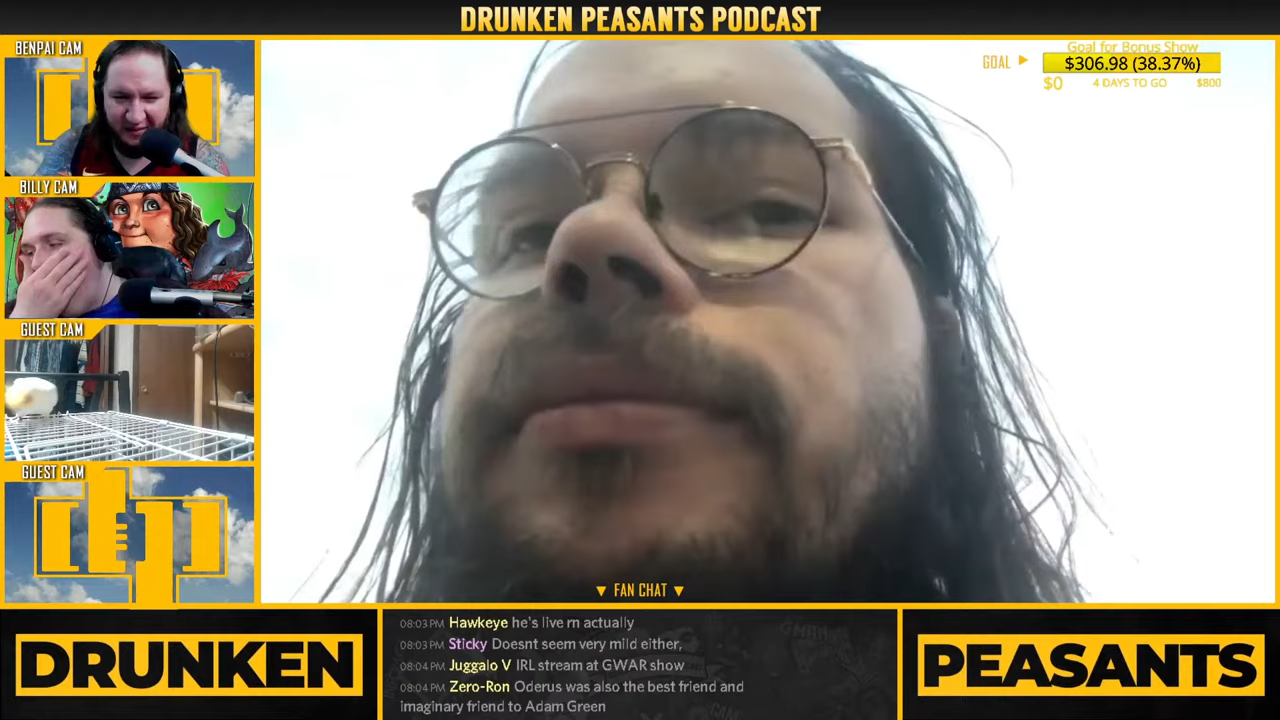 DRUNKEN PEASANTS PODCAST
BENPAI CAM
BILLY CAM
GUEST CAM
GUEST CAM
Goal for Bonus Show
GOAL ▶ $306.98 (38.37%)
$0 4 DAYS TO GO $800
▼ FAN CHAT ▼
08:03 PM Hawkeye he's live rn actually
08:03 PM Sticky Doesnt seem very mild either,
08:04 PM Juggalo V IRL stream at GWAR show
08:04 PM Zero-Ron Oderus was also the best friend and
imaginary friend to Adam Green
DRUNKEN
PEASANTS